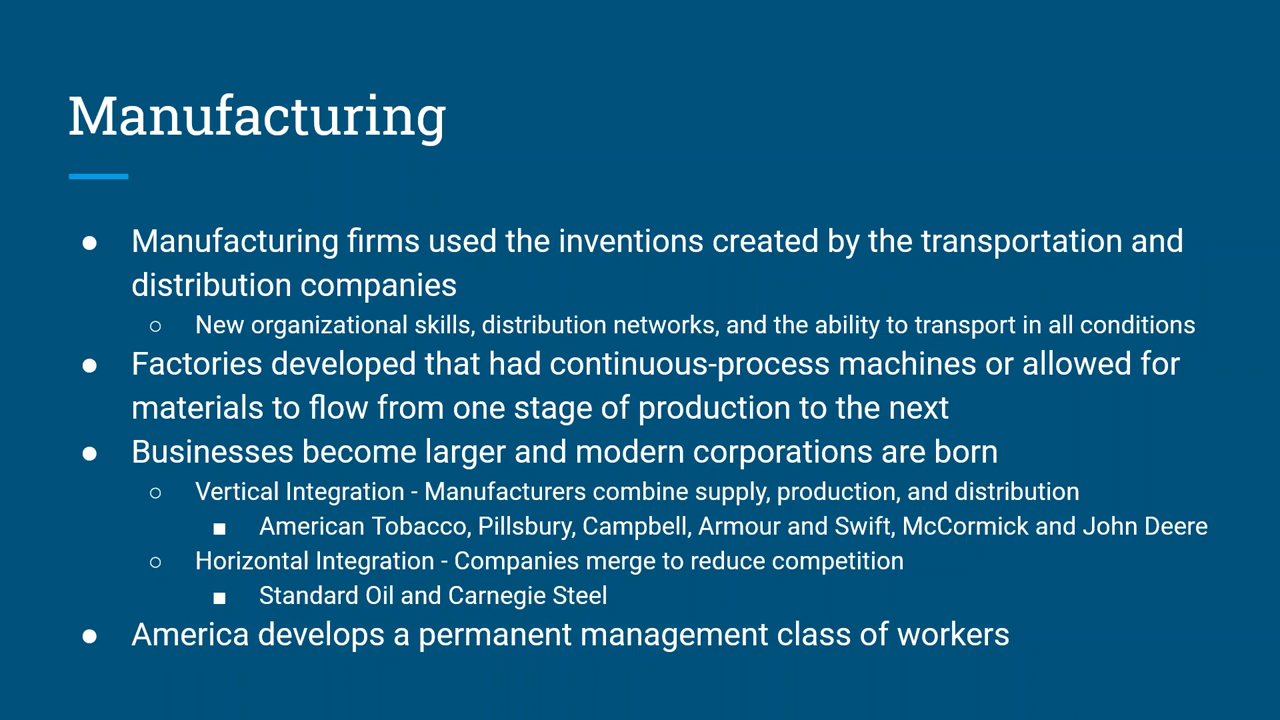 Manufacturing
● Manufacturing firms used the inventions created by the transportation and
distribution companies
○ New organizational skills, distribution networks, and the ability to transport in all conditions
● Factories developed that had continuous-process machines or allowed for
materials to flow from one stage of production to the next
● Businesses become larger and modern corporations are born
○ Vertical Integration - Manufacturers combine supply, production, and distribution
■ American Tobacco, Pillsbury, Campbell, Armour and Swift, McCormick and John Deere
○ Horizontal Integration - Companies merge to reduce competition
■ Standard Oil and Carnegie Steel
● America develops a permanent management class of workers